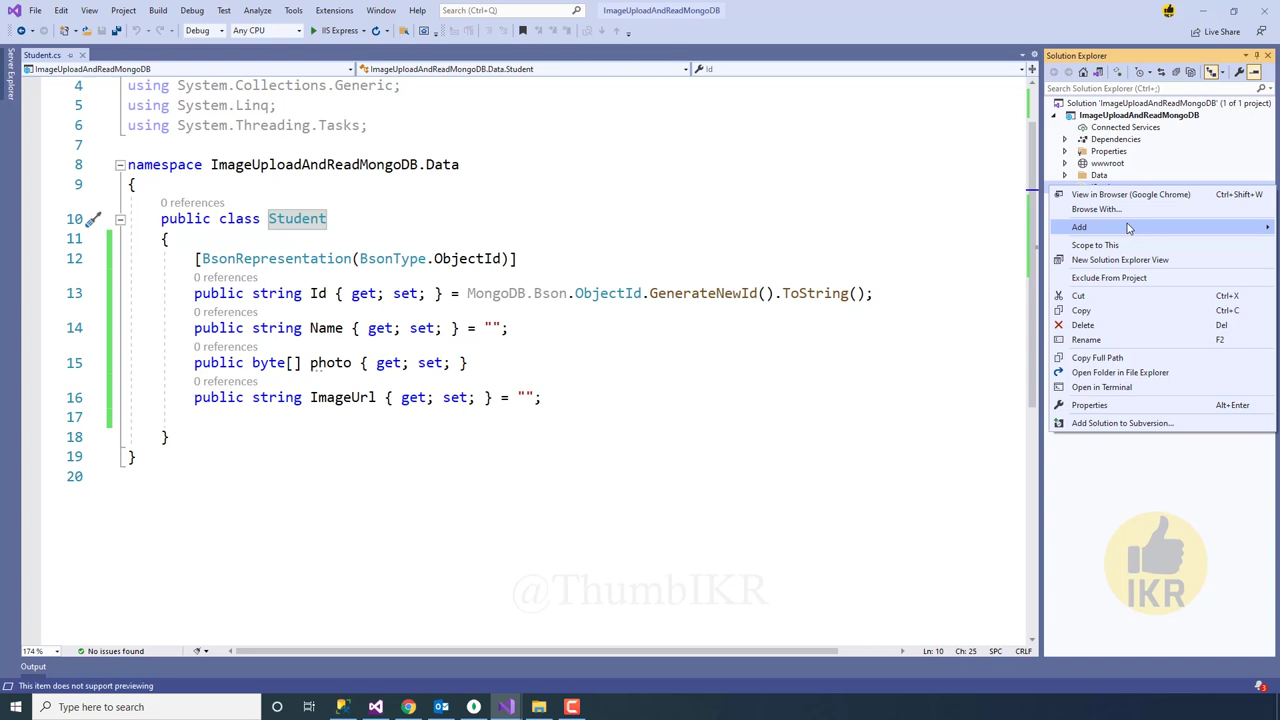 File Edit View Project Build Debug Test Analyze Tools Extensions Window Help Search (Ctrl+Q) ImageUploadAndReadMongoDB
Debug Any CPU IIS Express Live Share
Server Explorer
Student.cs
ImageUploadAndReadMongoDB ImageUploadAndReadMongoDB.Data.Student Id
4 using System.Collections.Generic;
5 using System.Linq;
6 using System.Threading.Tasks;
7
8 namespace ImageUploadAndReadMongoDB.Data
9 {
0 references
10 public class Student
11 {
12 [BsonRepresentation(BsonType.ObjectId)]
0 references
13 public string Id { get; set; } = MongoDB.Bson.ObjectId.GenerateNewId().ToString();
0 references
14 public string Name { get; set; } = "";
0 references
15 public byte[] photo { get; set; }
0 references
16 public string ImageUrl { get; set; } = "";
17
18 }
19 }
20
Solution Explorer
Search Solution Explorer (Ctrl+;)
Solution 'ImageUploadAndReadMongoDB' (1 of 1 project)
ImageUploadAndReadMongoDB
Connected Services
Dependencies
Properties
wwwroot
Data
View in Browser (Google Chrome) Ctrl+Shift+W
Browse With...
Add
Scope to This
New Solution Explorer View
Exclude From Project
Cut Ctrl+X
Copy Ctrl+C
Delete Del
Rename F2
Copy Full Path
Open Folder in File Explorer
Open in Terminal
Properties Alt+Enter
Add Solution to Subversion...
IKR
@ThumbIKR
174 % No issues found Ln: 10 Ch: 25 SPC CRLF
Output
This item does not support previewing 3
Type here to search